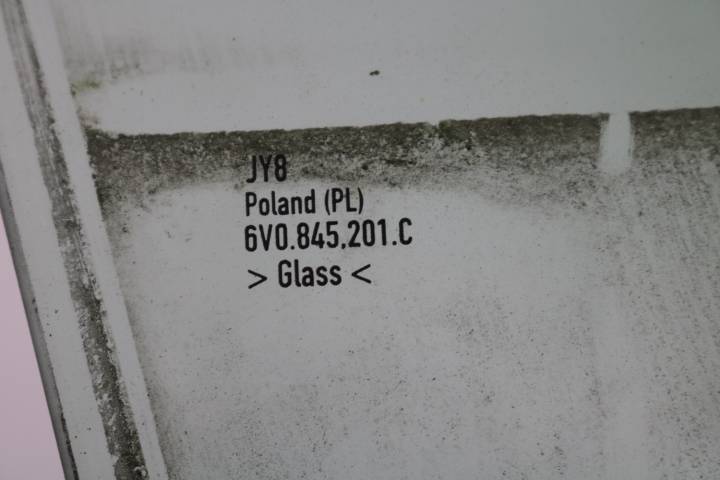 JY8
Poland (PL)
6V0.845.201.C
> Glass <